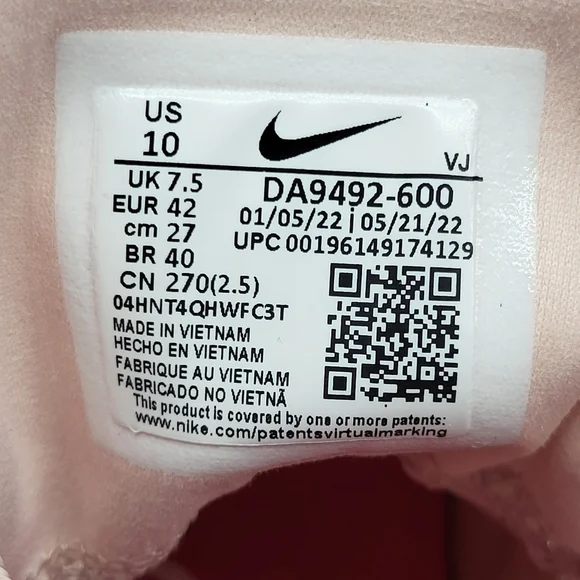 US
10
VJ
UK 7.5
EUR 42
cm 27
BR 40
CN 270(2.5)
DA9492-600
01/05/22 | 05/21/22
UPC 00196149174129
04HNT4QHWFC3T
MADE IN VIETNAM
HECHO EN VIETNAM
FABRIQUE AU VIETNAM
FABRICADO NO VIETNÃ
This product is covered by one or more patents:
www.nike.com/patentsvirtualmarking